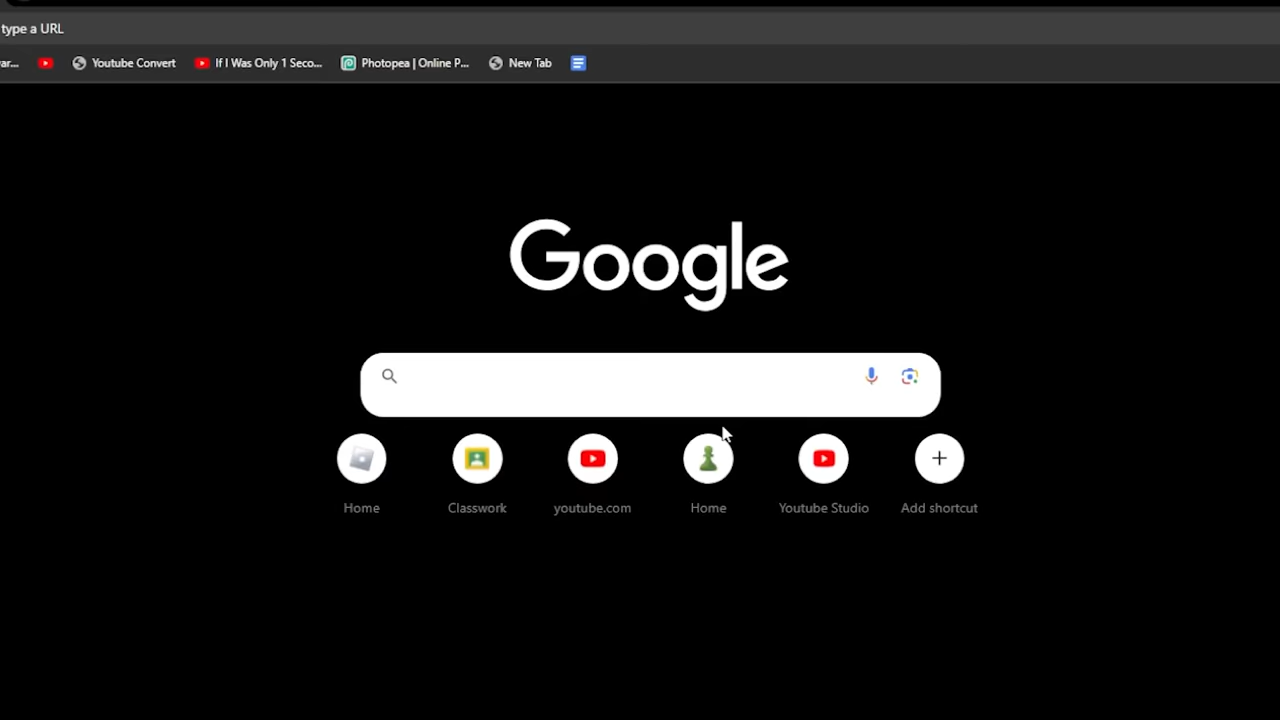 type a URL
ar... Youtube Convert If I Was Only 1 Seco... Photopea | Online P... New Tab
Google
Home Classwork youtube.com Home Youtube Studio Add shortcut